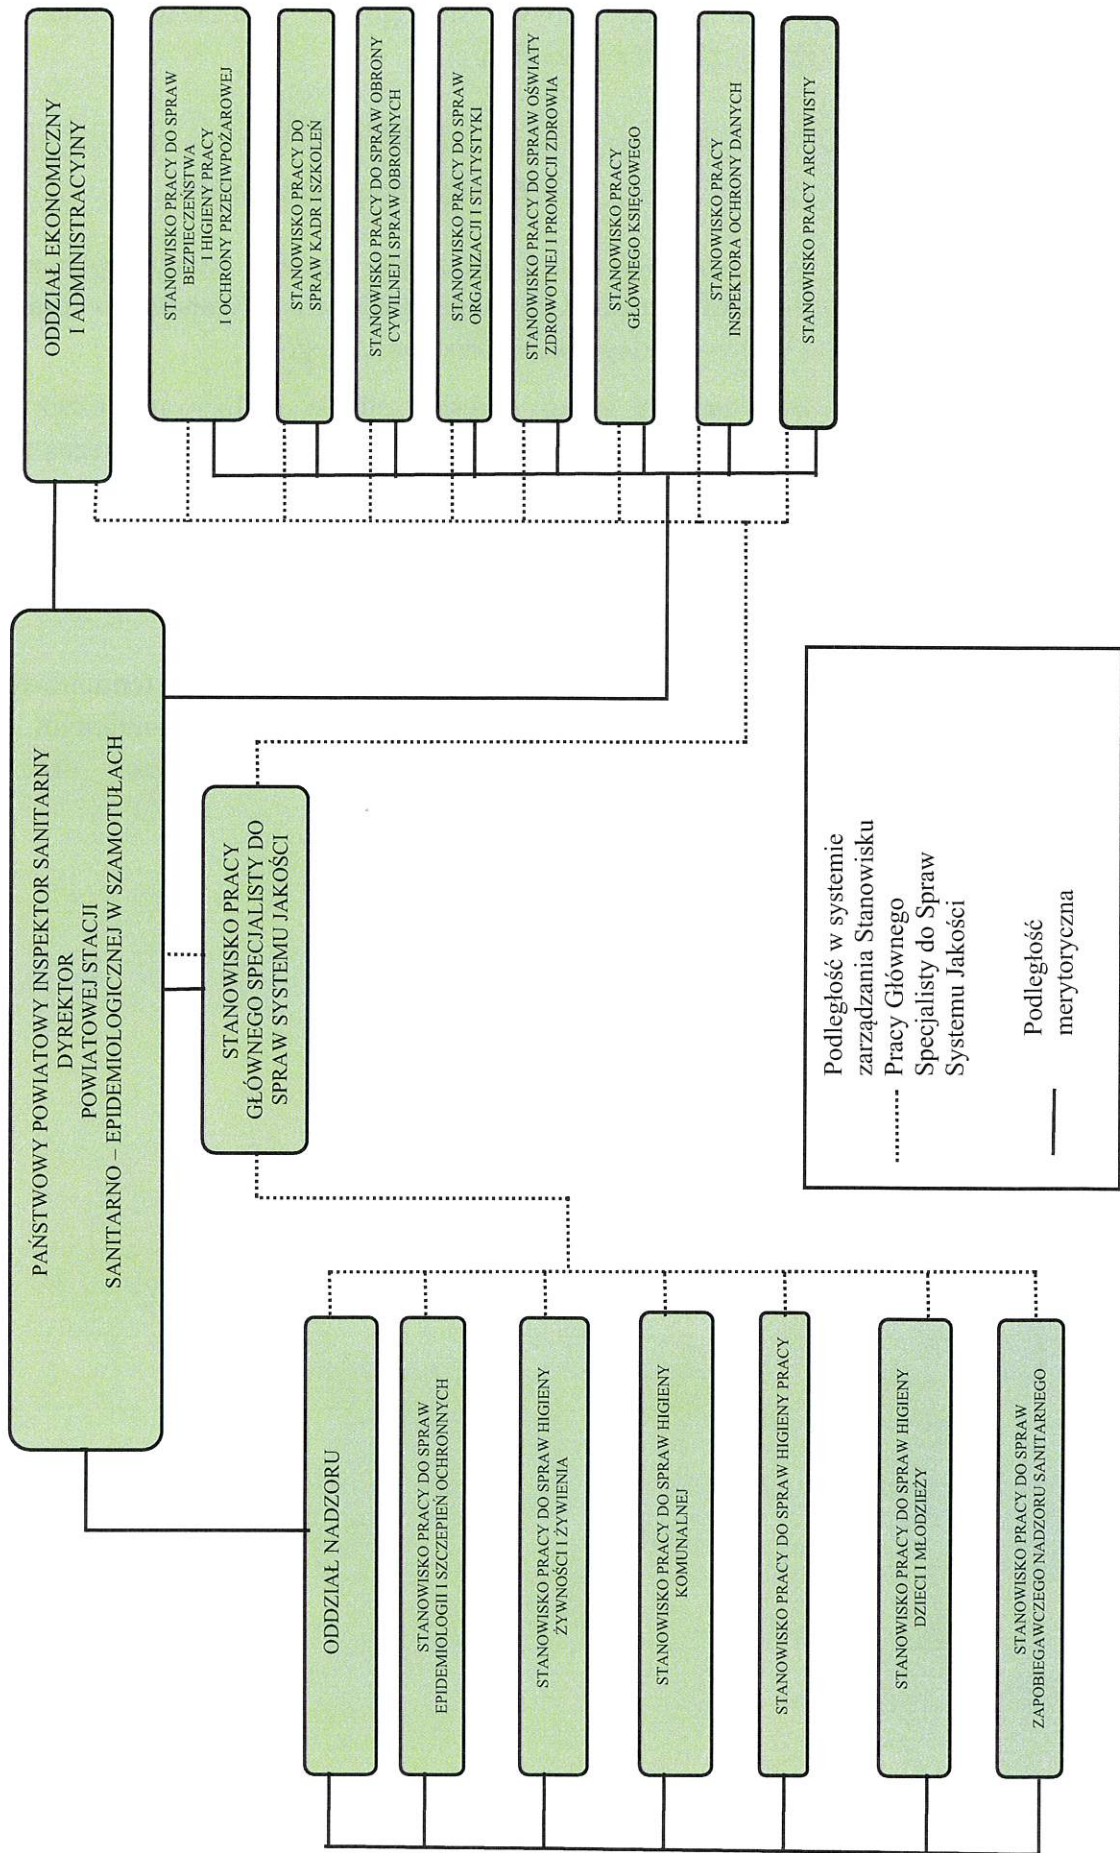 PAŃSTWOWY POWIATOWY INSPEKTOR SANITARNY
DYREKTOR
POWIATOWEJ STACJI
SANITARNO – EPIDEMIOLOGICZNEJ W SZAMOTUŁACH
STANOWISKO PRACY
GŁÓWNEGO SPECJALISTY DO
SPRAW SYSTEMU JAKOŚCI
ODDZIAŁ NADZORU
STANOWISKO PRACY DO SPRAW
EPIDEMIOLOGII I SZCZEPIEŃ OCHRONNYCH
STANOWISKO PRACY DO SPRAW HIGIENY
ŻYWNOŚCI I ŻYWIENIA
STANOWISKO PRACY DO SPRAW HIGIENY
KOMUNALNEJ
STANOWISKO PRACY DO SPRAW HIGIENY PRACY
STANOWISKO PRACY DO SPRAW HIGIENY
DZIECI I MŁODZIEŻY
STANOWISKO PRACY DO SPRAW
ZAPOBIEGAWCZEGO NADZORU SANITARNEGO
ODDZIAŁ EKONOMICZNY
I ADMINISTRACYJNY
STANOWISKO PRACY DO SPRAW
BEZPIECZEŃSTWA
I HIGIENY PRACY
I OCHRONY PRZECIWPOŻAROWEJ
STANOWISKO PRACY DO
SPRAW KADR I SZKOLEŃ
STANOWISKO PRACY DO SPRAW OBRONY
CYWILNEJ I SPRAW OBRONNYCH
STANOWISKO PRACY DO SPRAW
ORGANIZACJI I STATYSTYKI
STANOWISKO PRACY DO SPRAW OŚWIATY
ZDROWOTNEJ I PROMOCJI ZDROWIA
STANOWISKO PRACY
GŁÓWNEGO KSIĘGOWEGO
STANOWISKO PRACY
INSPEKTORA OCHRONY DANYCH
STANOWISKO PRACY ARCHIWISTY
Podległość w systemie
zarządzania Stanowisku
Pracy Głównego
Specjalisty do Spraw
Systemu Jakości
Podległość
merytoryczna